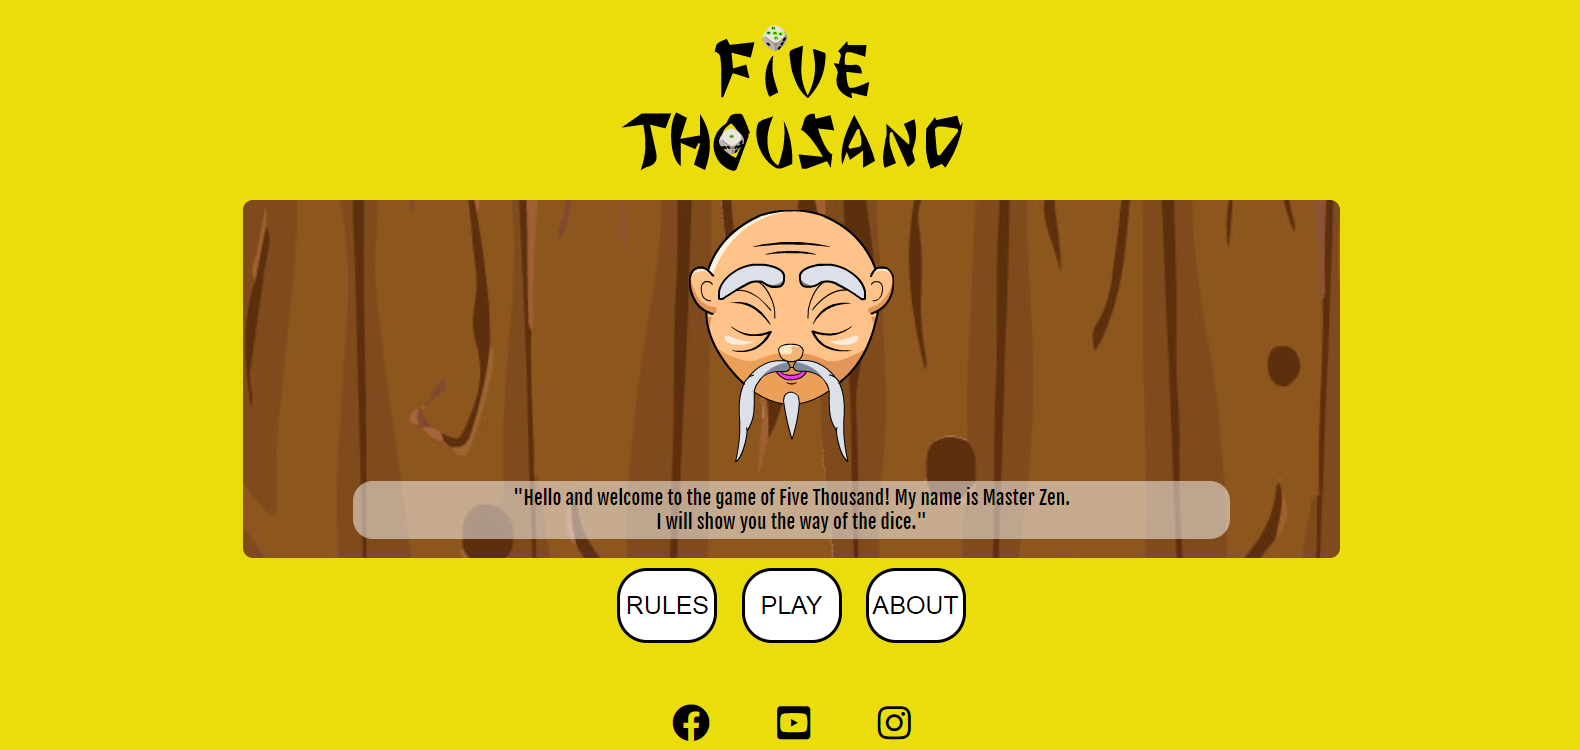 FiVE
THOUSAND
"Hello and welcome to the game of Five Thousand! My name is Master Zen.
I will show you the way of the dice."
RULES
PLAY
ABOUT